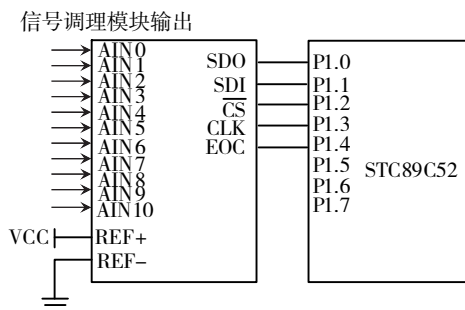 信号调理模块输出
AIN0
AIN1
AIN2
AIN3
AIN4
AIN5
AIN6
AIN7
AIN8
AIN9
AIN10
VCC
REF+
REF-
SDO
SDI
CS
CLK
EOC
P1.0
P1.1
P1.2
P1.3
P1.4
P1.5
P1.6
P1.7
STC89C52